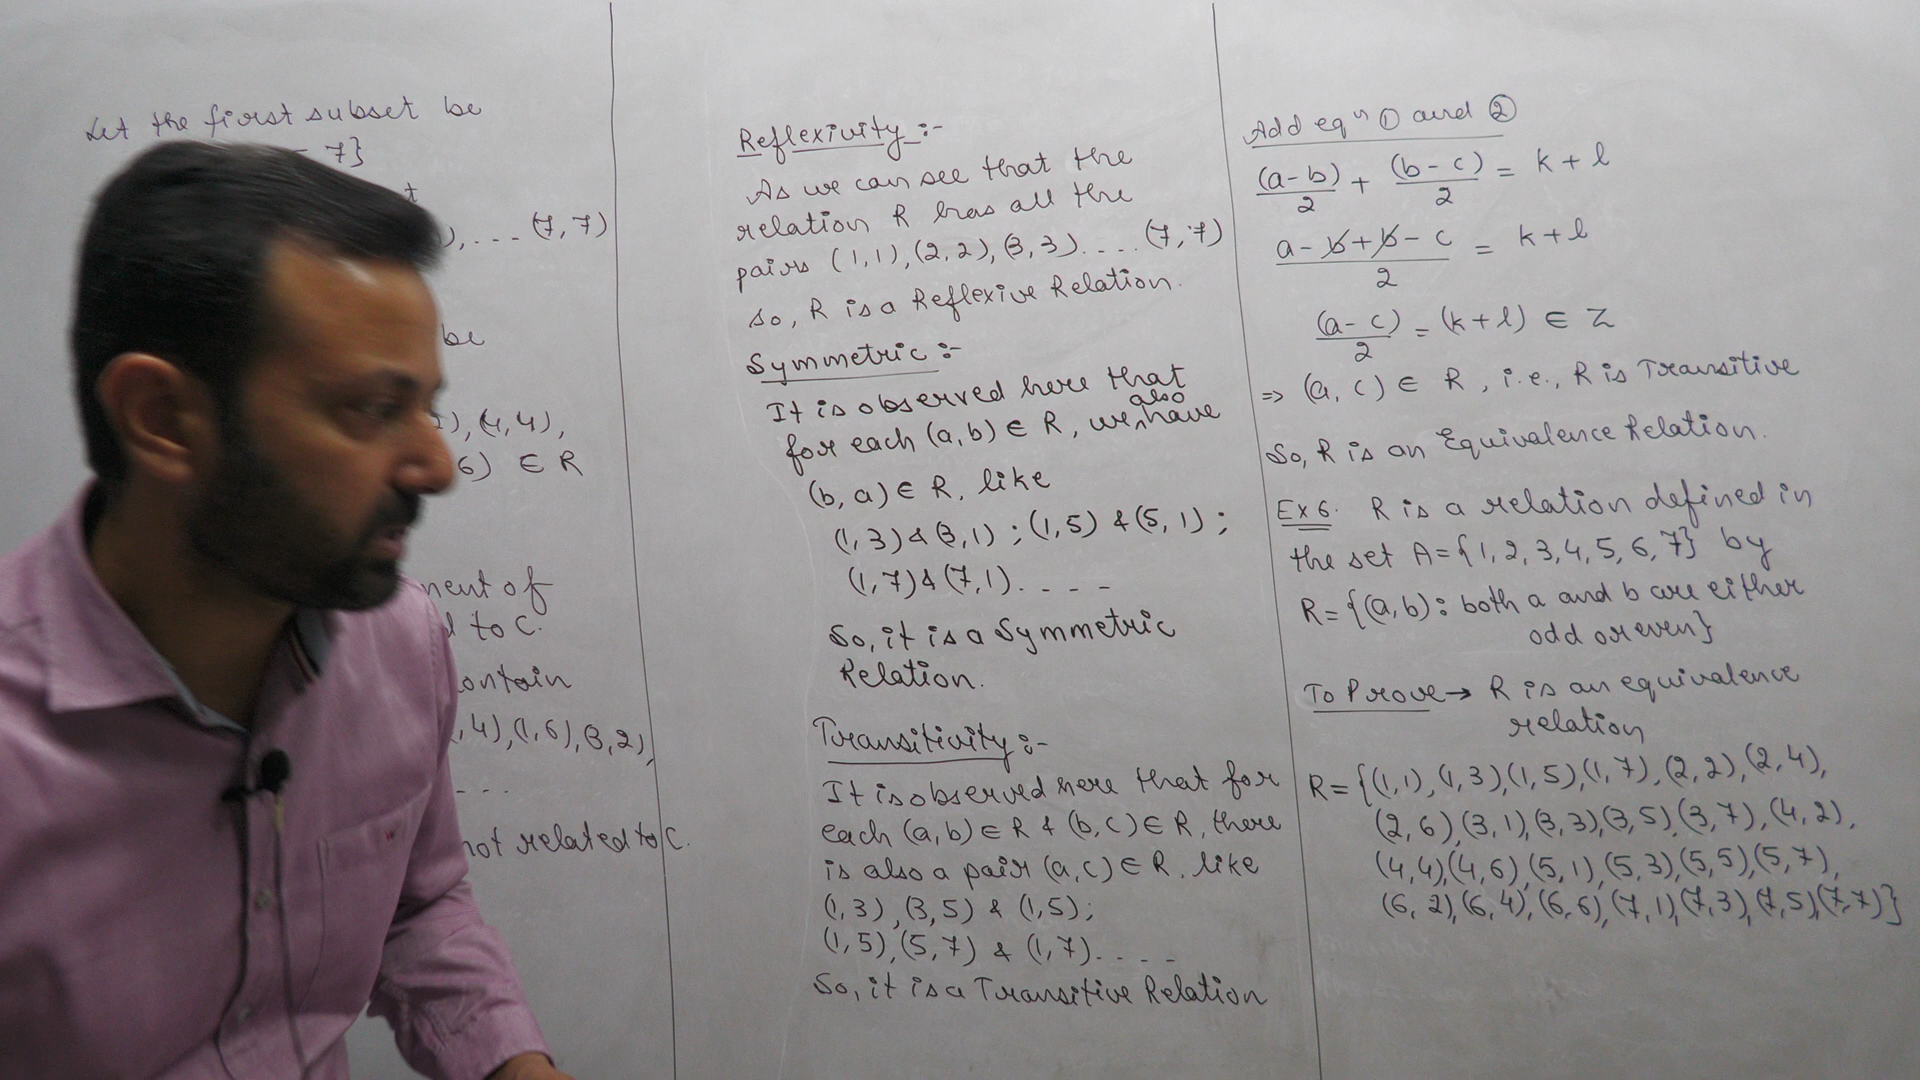 Let the first subset be
= 7}
), ... (7, 7)
be
), (4, 4),
6) ∈ R
ment of
to C.
contain
, 4), (1, 6), (3, 2),
- - -
not related to C.
Reflexivity :-
As we can see that the
relation R has all the
pairs (1, 1), (2, 2), (3, 3) .... (7, 7)
So, R is a Reflexive Relation.
Symmetric :-
It is observed here that
for each (a, b) ∈ R, we also have
(b, a) ∈ R, like
(1, 3) & (3, 1) ; (1, 5) & (5, 1) ;
(1, 7) & (7, 1) . - - -
So, it is a Symmetric
Relation.
Transitivity :-
It is observed here that for
each (a, b) ∈ R & (b, c) ∈ R, there
is also a pair (a, c) ∈ R, like
(1, 3), (3, 5) & (1, 5);
(1, 5), (5, 7) & (1, 7). - - -
So, it is a Transitive Relation
Add eqⁿ ① and ②
(a-b)/2 + (b-c)/2 = k + l
(a-b+b-c)/2 = k + l
(a-c)/2 = (k + l) ∈ Z
⇒ (a, c) ∈ R, i.e., R is Transitive
So, R is an Equivalence Relation.
Ex 6. R is a relation defined in
the set A = {1, 2, 3, 4, 5, 6, 7} by
R = {(a, b) : both a and b are either
odd or even}
To Prove → R is an equivalence
relation
R = {(1, 1), (1, 3), (1, 5), (1, 7), (2, 2), (2, 4),
(2, 6), (3, 1), (3, 3), (3, 5), (3, 7), (4, 2),
(4, 4), (4, 6), (5, 1), (5, 3), (5, 5), (5, 7),
(6, 2), (6, 4), (6, 6), (7, 1), (7, 3), (7, 5), (7, 7)}